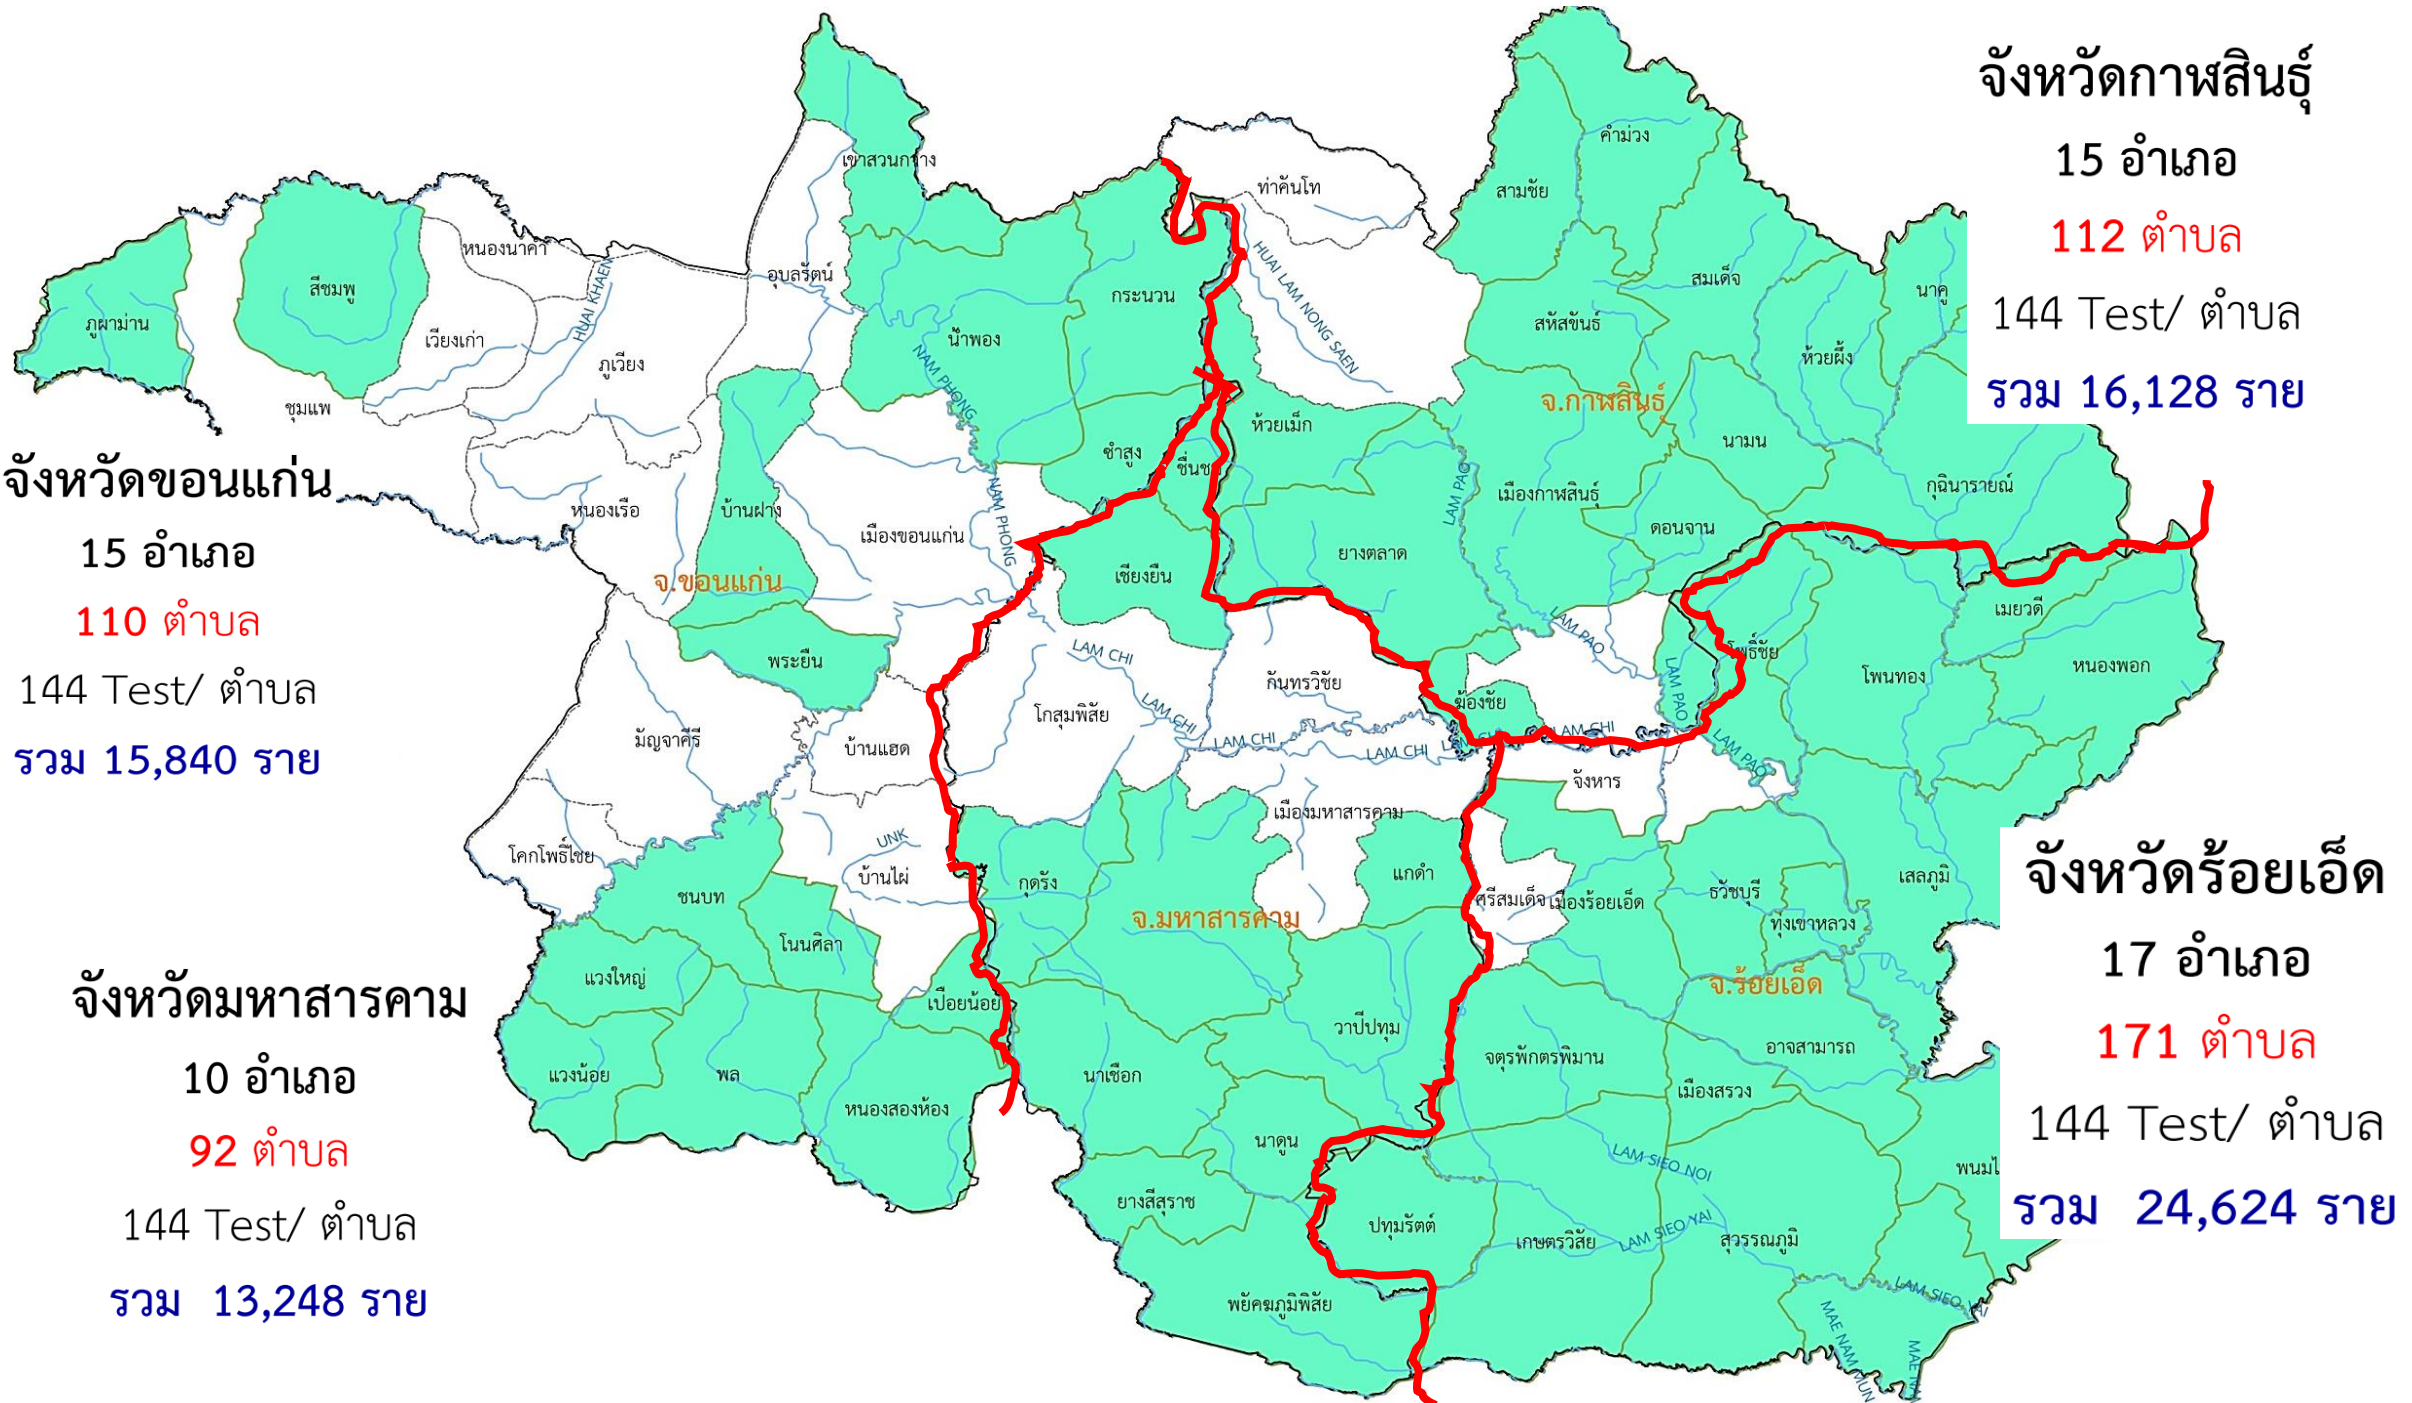 จังหวัดกาฬสินธุ์
15 อำเภอ
112 ตำบล
144 Test/ ตำบล
รวม 16,128 ราย
จังหวัดขอนแก่น
15 อำเภอ
110 ตำบล
144 Test/ ตำบล
รวม 15,840 ราย
จังหวัดมหาสารคาม
10 อำเภอ
92 ตำบล
144 Test/ ตำบล
รวม 13,248 ราย
จังหวัดร้อยเอ็ด
17 อำเภอ
171 ตำบล
144 Test/ ตำบล
รวม 24,624 ราย
เขาสวนกวาง
ท่าคันโท
คำม่วง
สามชัย
หนองนาคำ
อุบลรัตน์
สีชมพู
กระนวน
สมเด็จ
นาคู
ภูผาม่าน
เวียงเก่า
HUAI KHAEN
ภูเวียง
น้ำพอง
HUAI LAM NONG SAEN
สหัสขันธ์
ห้วยผึ้ง
ชุมแพ
NAM PHONG
จ.กาฬสินธุ์
ห้วยเม็ก
นามน
ซำสูง
ชื่นชม
LAM PAO
เมืองกาฬสินธุ์
กุฉินารายณ์
หนองเรือ
บ้านฝาง
เมืองขอนแก่น
NAM PHONG
ดอนจาน
ยางตลาด
จ.ขอนแก่น
เชียงยืน
เมยวดี
LAM PAO
พระยืน
LAM CHI
โพธิ์ชัย
หนองพอก
โพนทอง
กันทรวิชัย
LAM PAO
ฆ้องชัย
โกสุมพิสัย
LAM CHI
มัญจาคีรี
บ้านแฮด
LAM CHI
LAM CHI
LAM CHI
LAM CHI
LAM PAO
จังหาร
เมืองมหาสารคาม
UNK
โคกโพธิ์ไชย
บ้านไผ่
กุดรัง
แกดำ
ชนบท
ศรีสมเด็จ
เมืองร้อยเอ็ด
ธวัชบุรี
เสลภูมิ
ทุ่งเขาหลวง
จ.มหาสารคาม
โนนศิลา
แวงใหญ่
เปือยน้อย
จ.ร้อยเอ็ด
วาปีปทุม
จตุรพักตรพิมาน
อาจสามารถ
แวงน้อย
พล
นาเชือก
เมืองสรวง
หนองสองห้อง
นาดูน
LAM SIEO NOI
พนมไ
ยางสีสุราช
ปทุมรัตต์
เกษตรวิสัย
LAM SIEO YAI
สุวรรณภูมิ
พยัคฆภูมิพิสัย
LAM SIEO YAI
MAE NAM MUN
MAE NAM